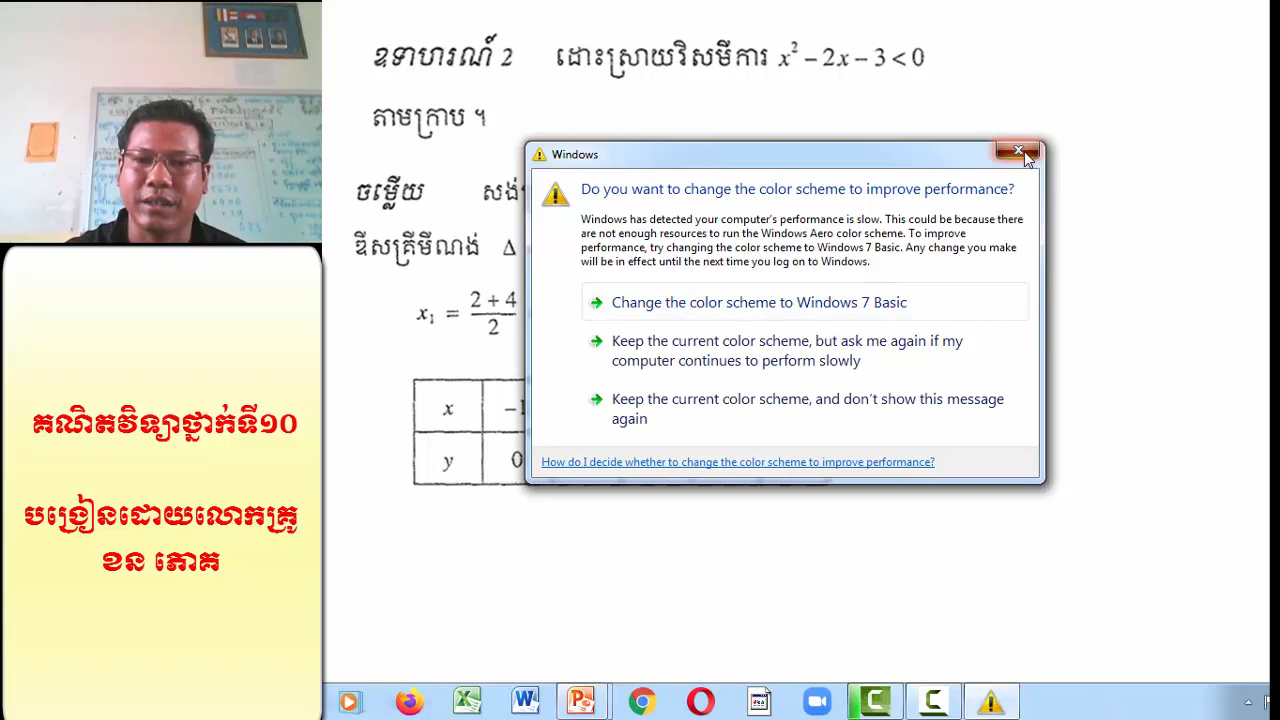 ឧទាហរណ៍ 2 ដោះស្រាយវិសមីការ x² − 2x − 3 < 0
តាមក្រាប ។
ចម្លើយ សង់
ឌីសគ្រីមីណង់ Δ
x₁ = (2 + 4)/2
x −1
y 0
Windows
Do you want to change the color scheme to improve performance?
Windows has detected your computer's performance is slow. This could be because there
are not enough resources to run the Windows Aero color scheme. To improve
performance, try changing the color scheme to Windows 7 Basic. Any change you make
will be in effect until the next time you log on to Windows.
Change the color scheme to Windows 7 Basic
Keep the current color scheme, but ask me again if my
computer continues to perform slowly
Keep the current color scheme, and don't show this message
again
How do I decide whether to change the color scheme to improve performance?
គណិតវិទ្យាថ្នាក់ទី១០
បង្រៀនដោយលោកគ្រូ
ខន ភោគ